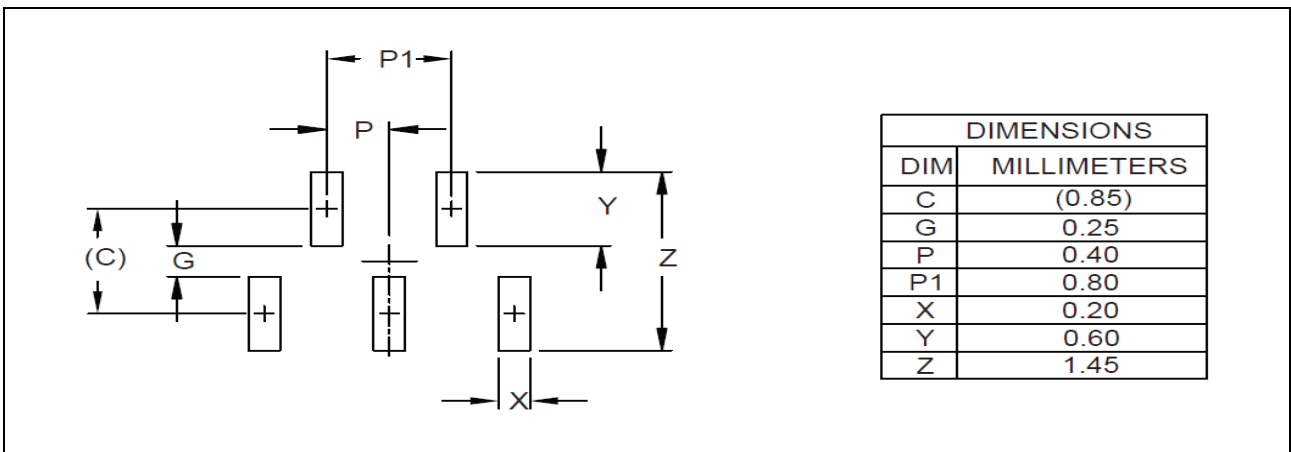 P1
P
Y
(C)
G
Z
X
DIMENSIONS
DIM MILLIMETERS
C (0.85)
G 0.25
P 0.40
P1 0.80
X 0.20
Y 0.60
Z 1.45